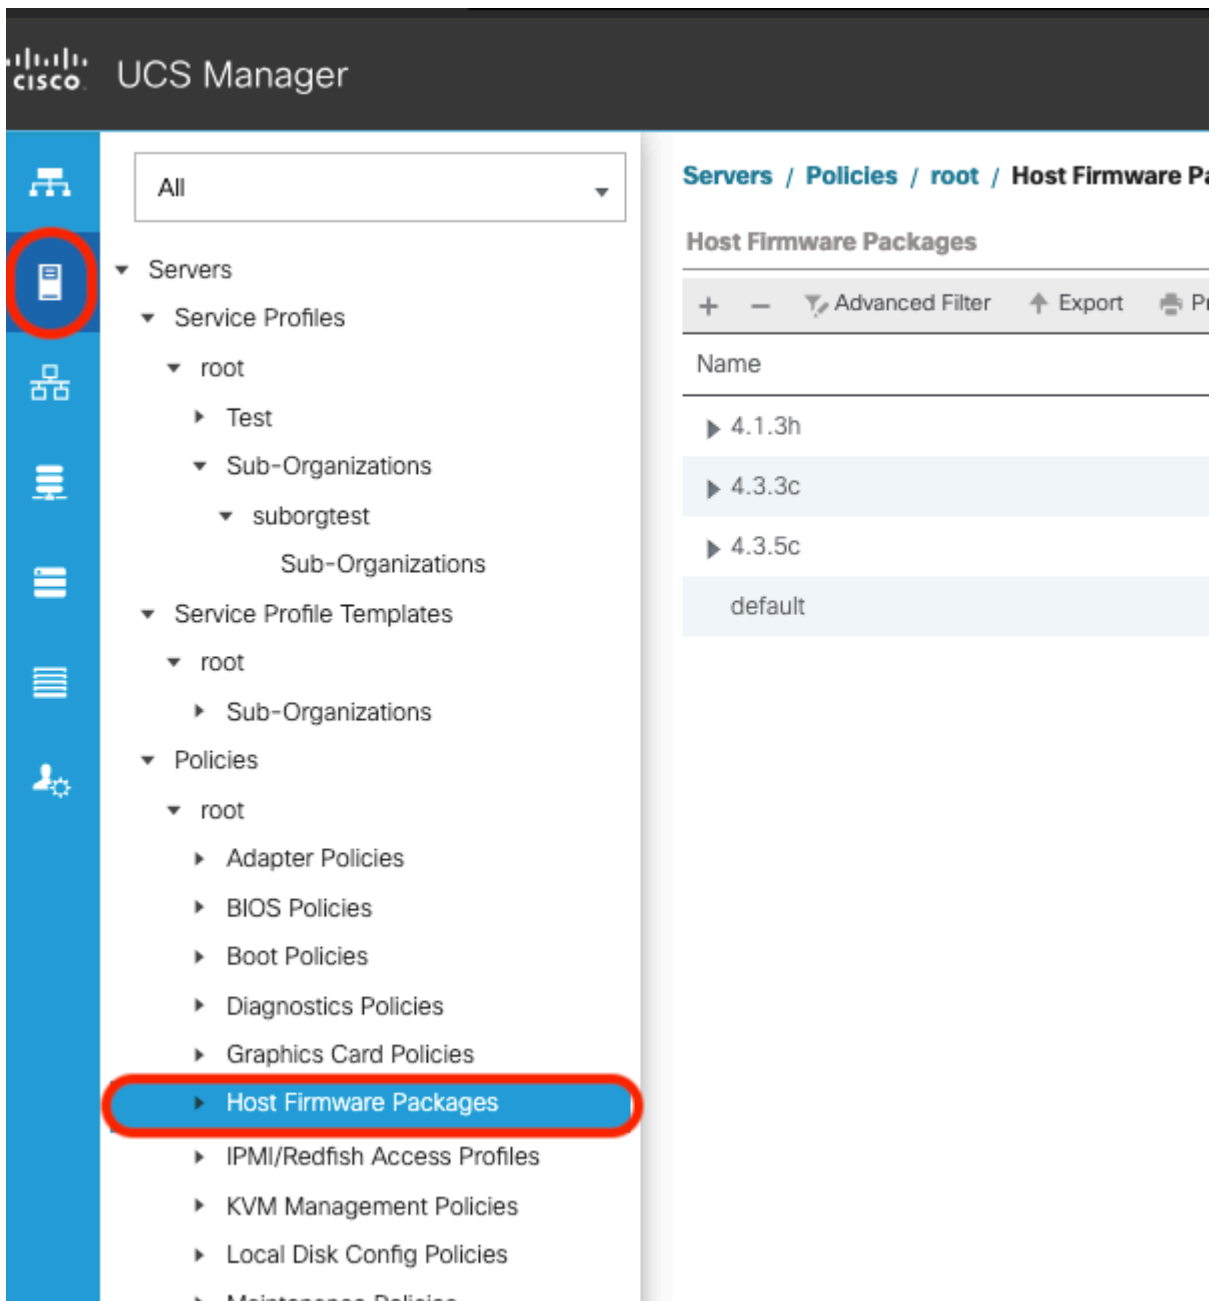 cisco UCS Manager
All
Servers
Service Profiles
root
Test
Sub-Organizations
suborgtest
Sub-Organizations
Service Profile Templates
root
Sub-Organizations
Policies
root
Adapter Policies
BIOS Policies
Boot Policies
Diagnostics Policies
Graphics Card Policies
Host Firmware Packages
IPMI/Redfish Access Profiles
KVM Management Policies
Local Disk Config Policies
Maintenance Policies
Servers / Policies / root / Host Firmware Pa
Host Firmware Packages
+ − Advanced Filter Export Pr
Name
4.1.3h
4.3.3c
4.3.5c
default